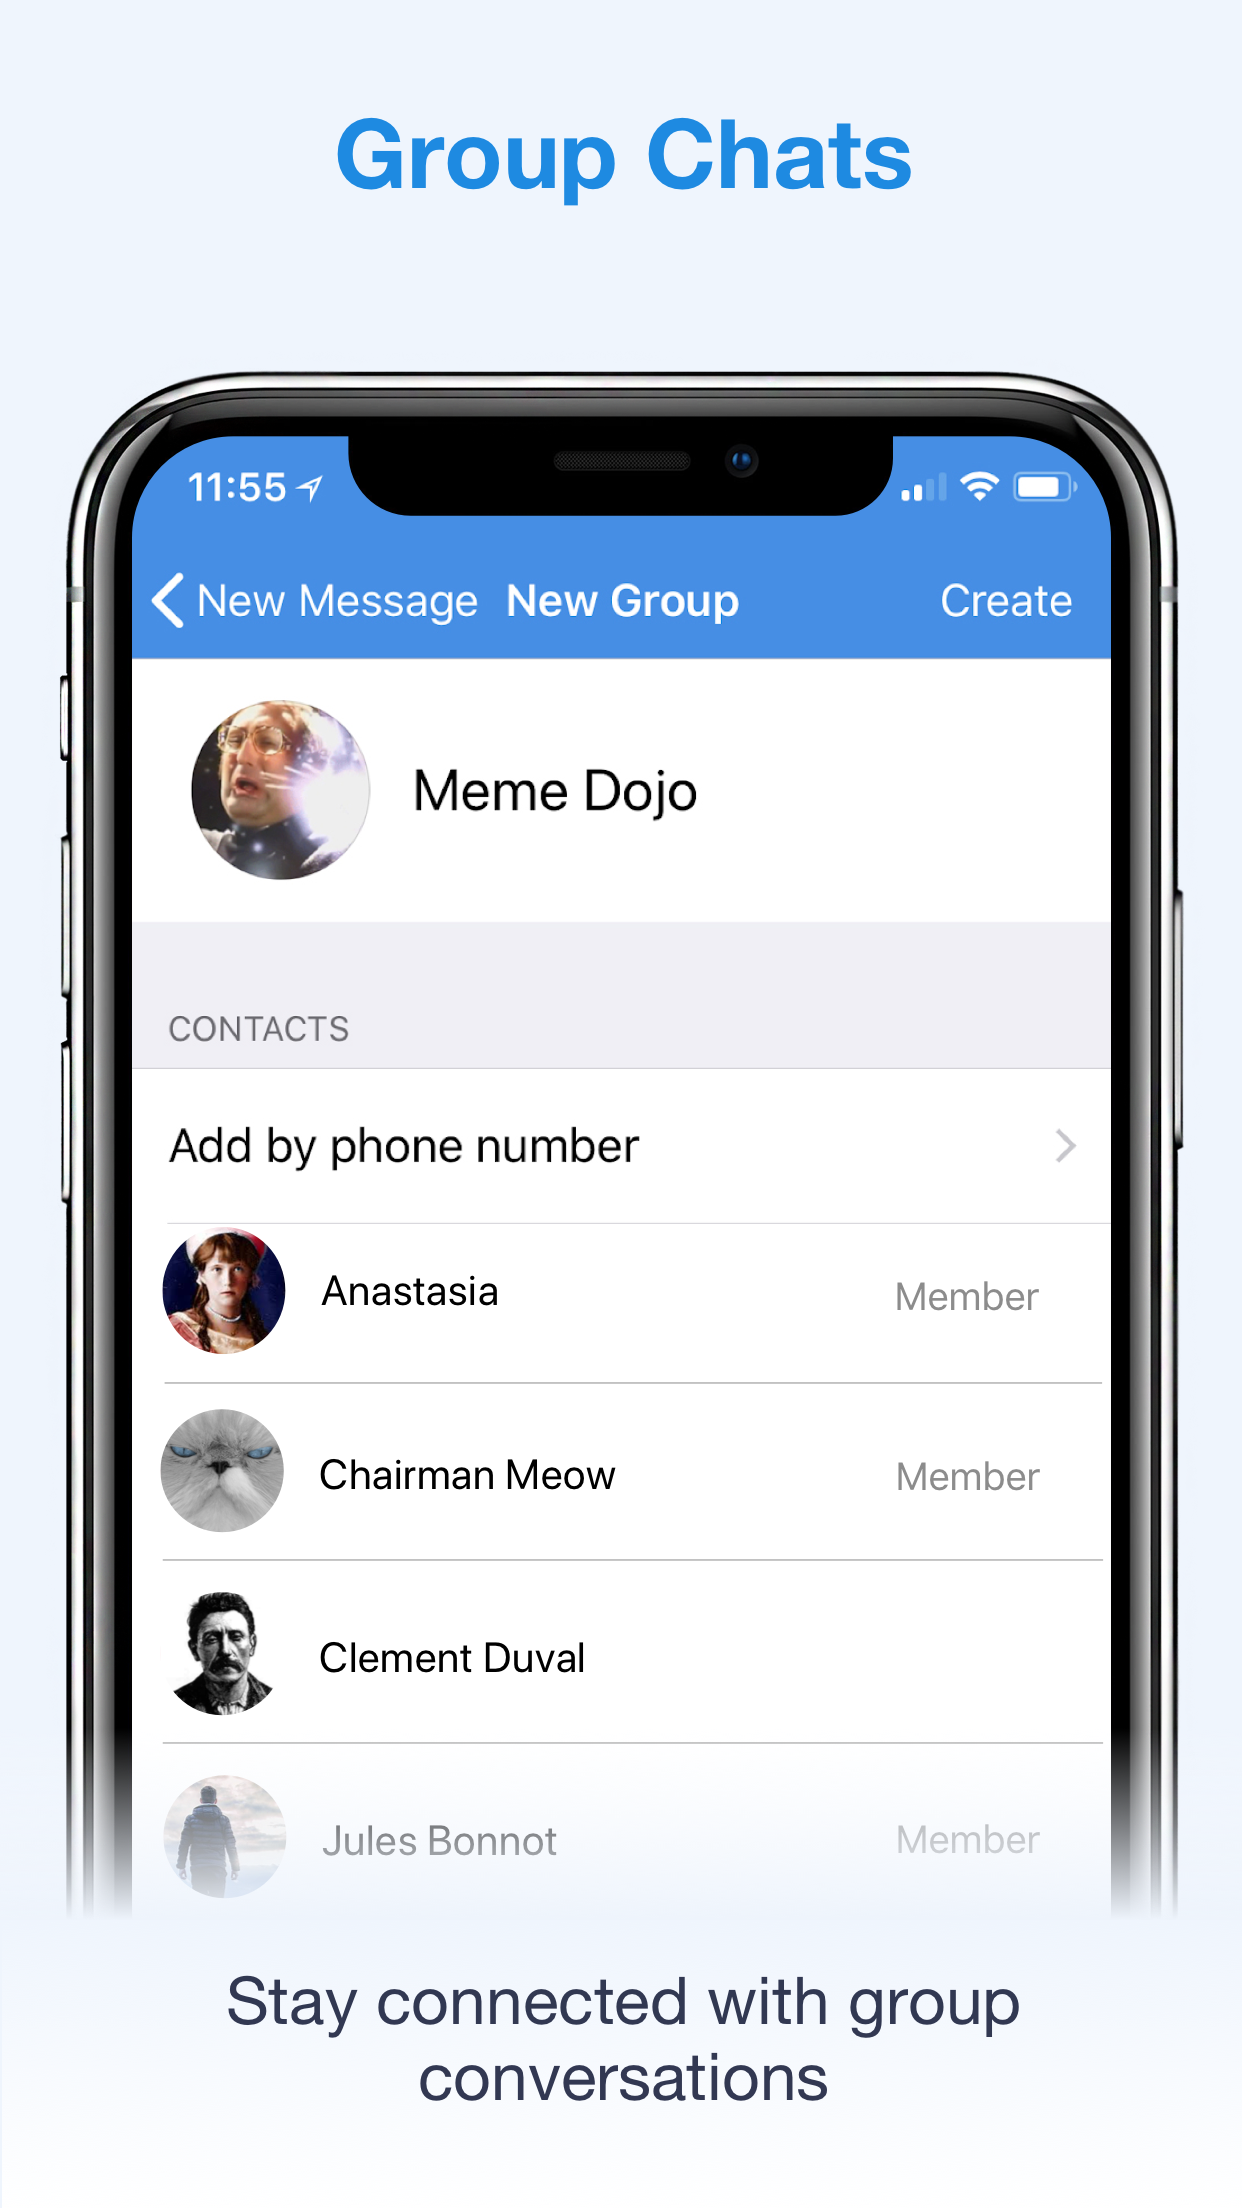 Group Chats
11:55
New Message New Group Create
Meme Dojo
CONTACTS
Add by phone number
Anastasia Member
Chairman Meow Member
Clement Duval
Jules Bonnot Member
Stay connected with group
conversations